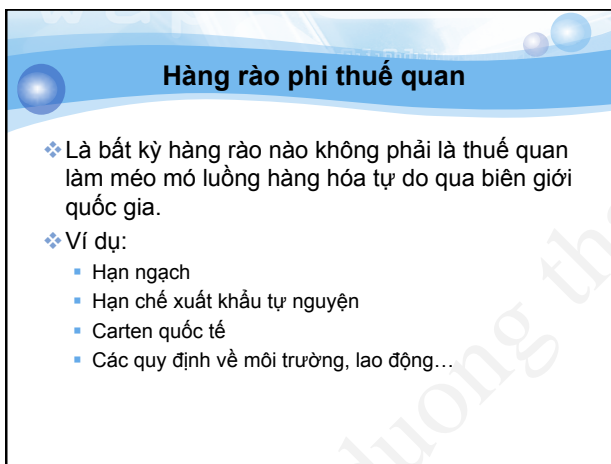 Hàng rào phi thuế quan
Là bất kỳ hàng rào nào không phải là thuế quan
làm méo mó luồng hàng hóa tự do qua biên giới
quốc gia.
Ví dụ:
Hạn ngạch
Hạn chế xuất khẩu tự nguyện
Carten quốc tế
Các quy định về môi trường, lao động…